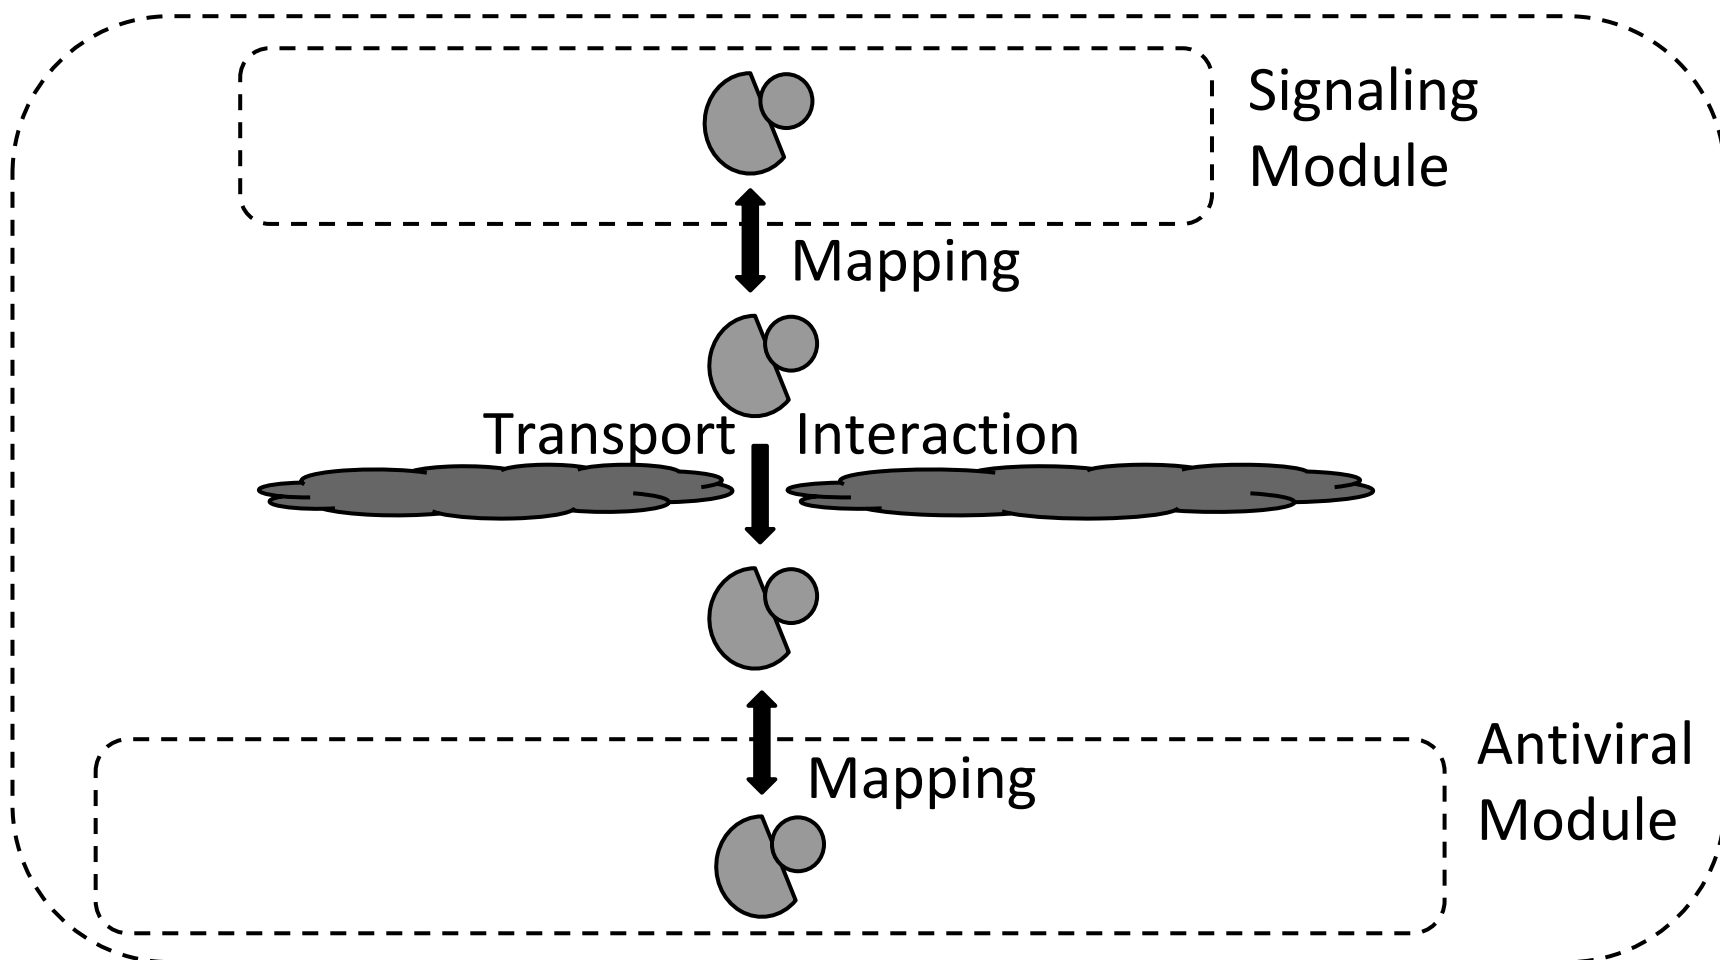 Signaling
Module
Mapping
Transport Interaction
Antiviral
Mapping
Module